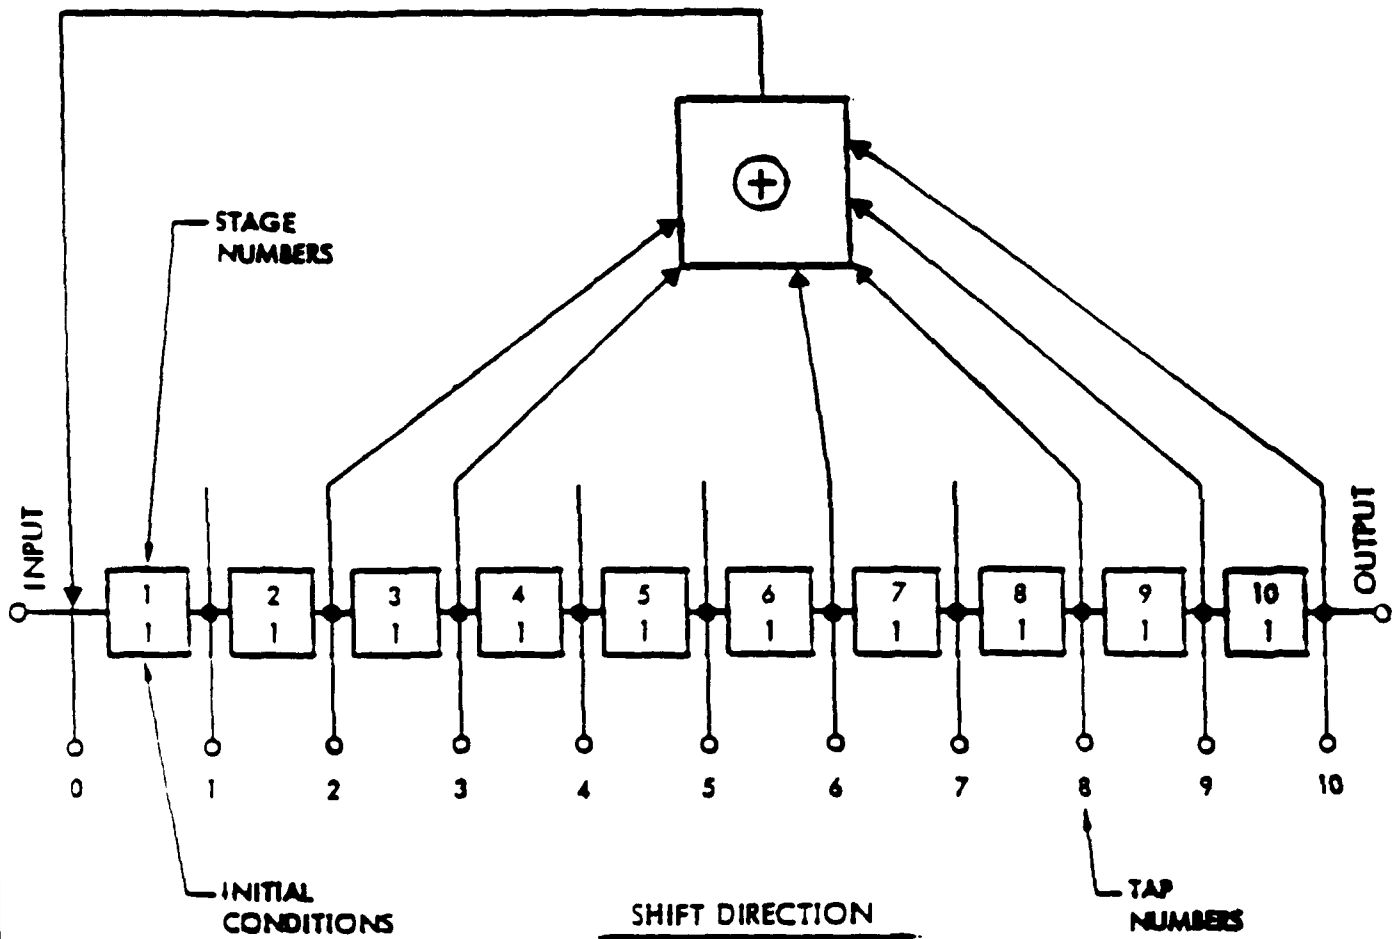 +
STAGE
NUMBERS
INPUT
OUTPUT
1 2 3 4 5 6 7 8 9 10
1 1 1 1 1 1 1 1 1 1
0 1 2 3 4 5 6 7 8 9 10
INITIAL
CONDITIONS
SHIFT DIRECTION
TAP
NUMBERS